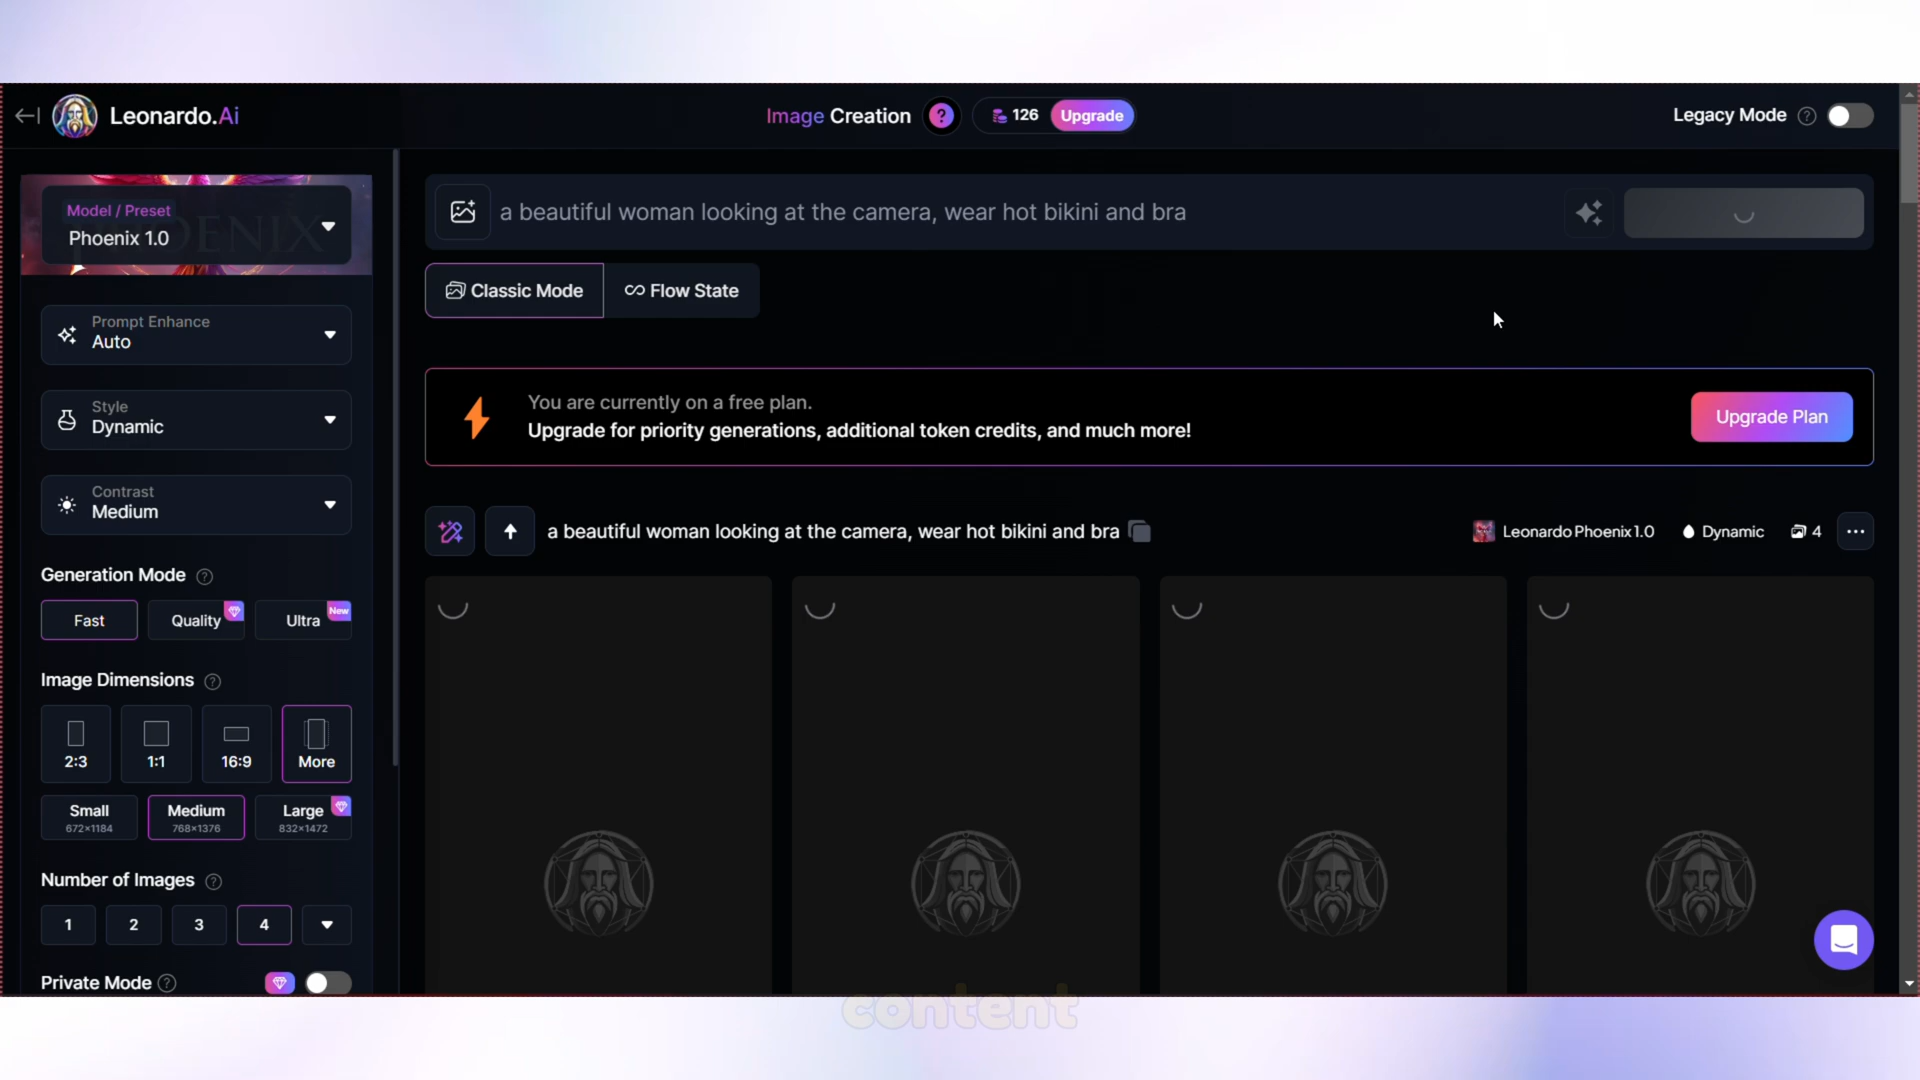 Leonardo.Ai
Image Creation ? 126 Upgrade
Legacy Mode ?
Model / Preset
Phoenix 1.0
PHOENIX
a beautiful woman looking at the camera, wear hot bikini and bra
Classic Mode
Flow State
Prompt Enhance
Auto
Style
Dynamic
Contrast
Medium
You are currently on a free plan.
Upgrade for priority generations, additional token credits, and much more!
Upgrade Plan
a beautiful woman looking at the camera, wear hot bikini and bra
Leonardo Phoenix 1.0 Dynamic 4
Generation Mode ?
Fast Quality Ultra New
Image Dimensions ?
2:3 1:1 16:9 More
Small Medium Large
672×1184 768×1376 832×1472
Number of Images ?
1 2 3 4
Private Mode ?
content